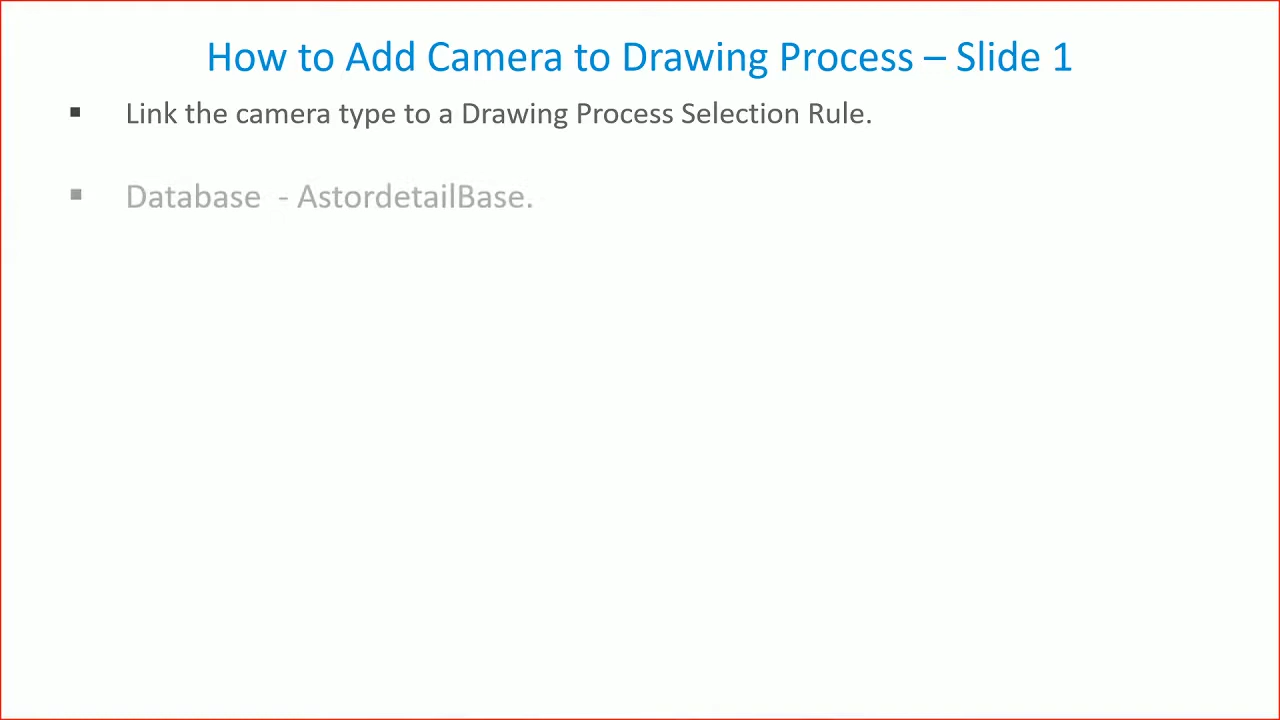 How to Add Camera to Drawing Process – Slide 1
▪ Link the camera type to a Drawing Process Selection Rule.
▪ Database - AstordetailBase.